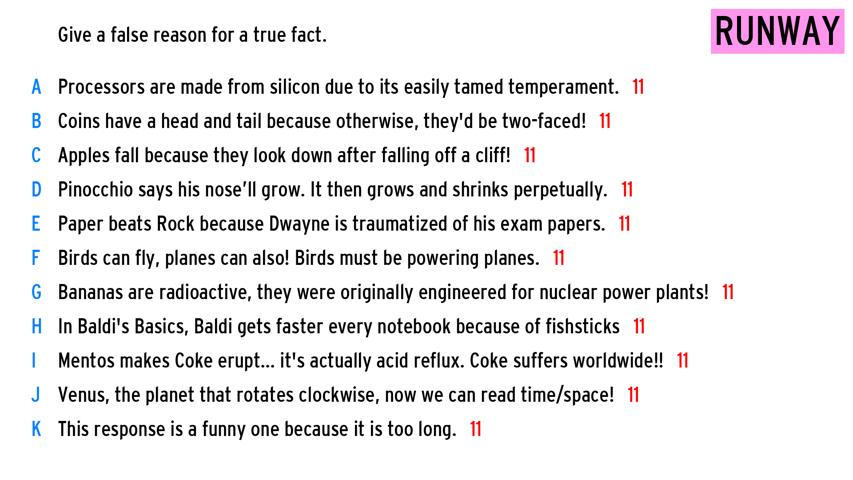 RUNWAY
Give a false reason for a true fact.
A Processors are made from silicon due to its easily tamed temperament. 11
B Coins have a head and tail because otherwise, they'd be two-faced! 11
C Apples fall because they look down after falling off a cliff! 11
D Pinocchio says his nose'll grow. It then grows and shrinks perpetually. 11
E Paper beats Rock because Dwayne is traumatized of his exam papers. 11
F Birds can fly, planes can also! Birds must be powering planes. 11
G Bananas are radioactive, they were originally engineered for nuclear power plants! 11
H In Baldi's Basics, Baldi gets faster every notebook because of fishsticks 11
I Mentos makes Coke erupt... it's actually acid reflux. Coke suffers worldwide!! 11
J Venus, the planet that rotates clockwise, now we can read time/space! 11
K This response is a funny one because it is too long. 11